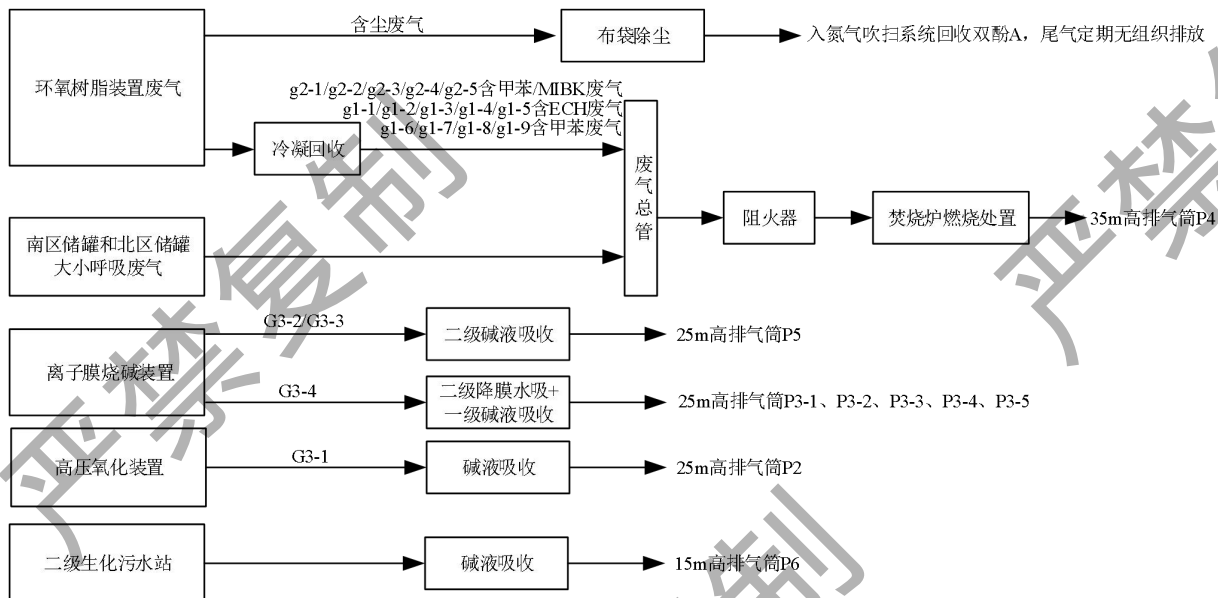 含尘废气
布袋除尘
入氮气吹扫系统回收双酚A，尾气定期无组织排放
环氧树脂装置废气
g2-1/g2-2/g2-3/g2-4/g2-5含甲苯/MIBK废气
g1-1/g1-2/g1-3/g1-4/g1-5含ECH废气
g1-6/g1-7/g1-8/g1-9含甲苯废气
冷凝回收
废气总管
阻火器
焚烧炉燃烧处置
35m高排气筒P4
南区储罐和北区储罐
大小呼吸废气
离子膜烧碱装置
G3-2/G3-3
二级碱液吸收
25m高排气筒P5
G3-4
二级降膜水吸+
一级碱液吸收
25m高排气筒P3-1、P3-2、P3-3、P3-4、P3-5
高压氧化装置
G3-1
碱液吸收
25m高排气筒P2
二级生化污水站
碱液吸收
15m高排气筒P6
严禁复制
严禁
制